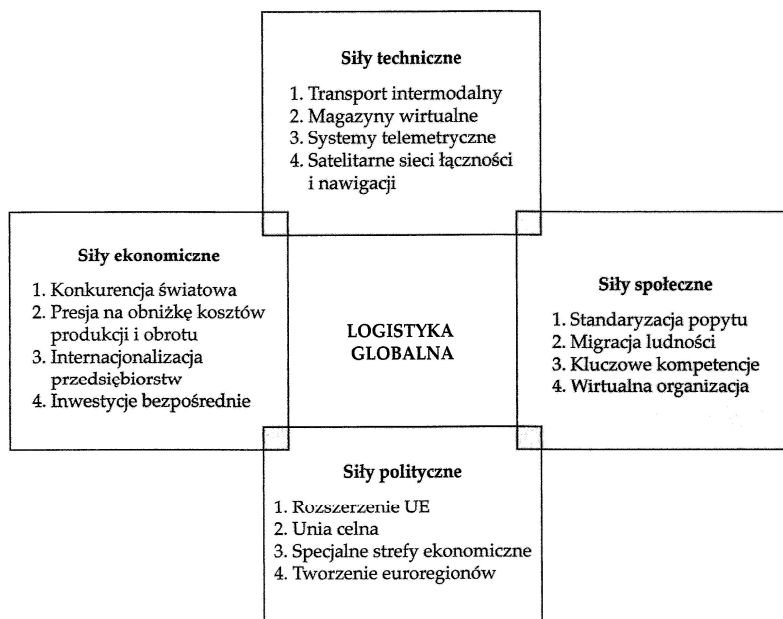 Siły techniczne
1. Transport intermodalny
2. Magazyny wirtualne
3. Systemy telemetryczne
4. Satelitarne sieci łączności
i nawigacji
Siły ekonomiczne
1. Konkurencja światowa
2. Presja na obniżkę kosztów
produkcji i obrotu
3. Internacjonalizacja
przedsiębiorstw
4. Inwestycje bezpośrednie
LOGISTYKA
GLOBALNA
Siły społeczne
1. Standaryzacja popytu
2. Migracja ludności
3. Kluczowe kompetencje
4. Wirtualna organizacja
Siły polityczne
1. Rozszerzenie UE
2. Unia celna
3. Specjalne strefy ekonomiczne
4. Tworzenie euroregionów